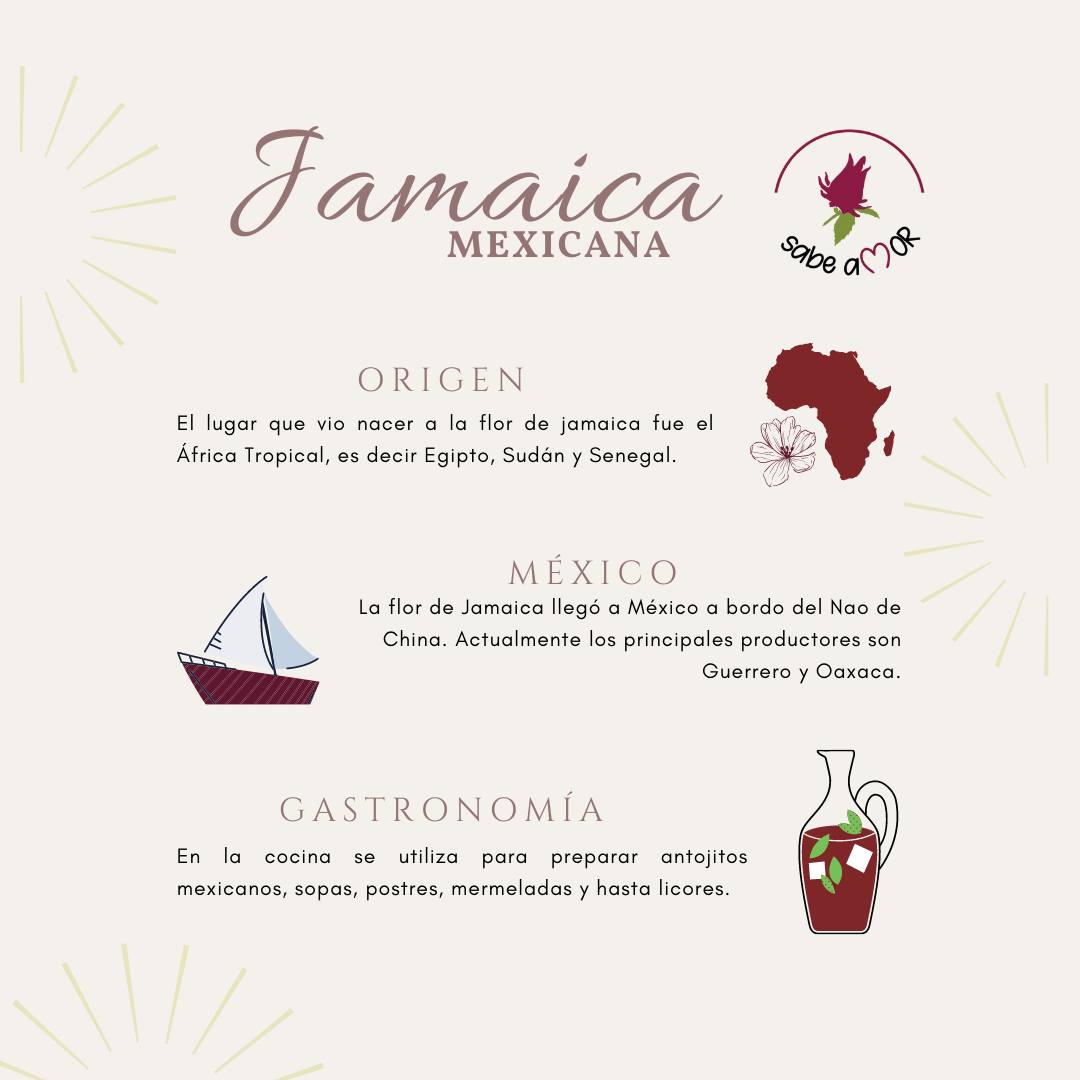 Jamaica
MEXICANA
sabe amOR
ORIGEN
El lugar que vio nacer a la flor de jamaica fue el
África Tropical, es decir Egipto, Sudán y Senegal.
MÉXICO
La flor de Jamaica llegó a México a bordo del Nao de
China. Actualmente los principales productores son
Guerrero y Oaxaca.
GASTRONOMÍA
En la cocina se utiliza para preparar antojitos
mexicanos, sopas, postres, mermeladas y hasta licores.